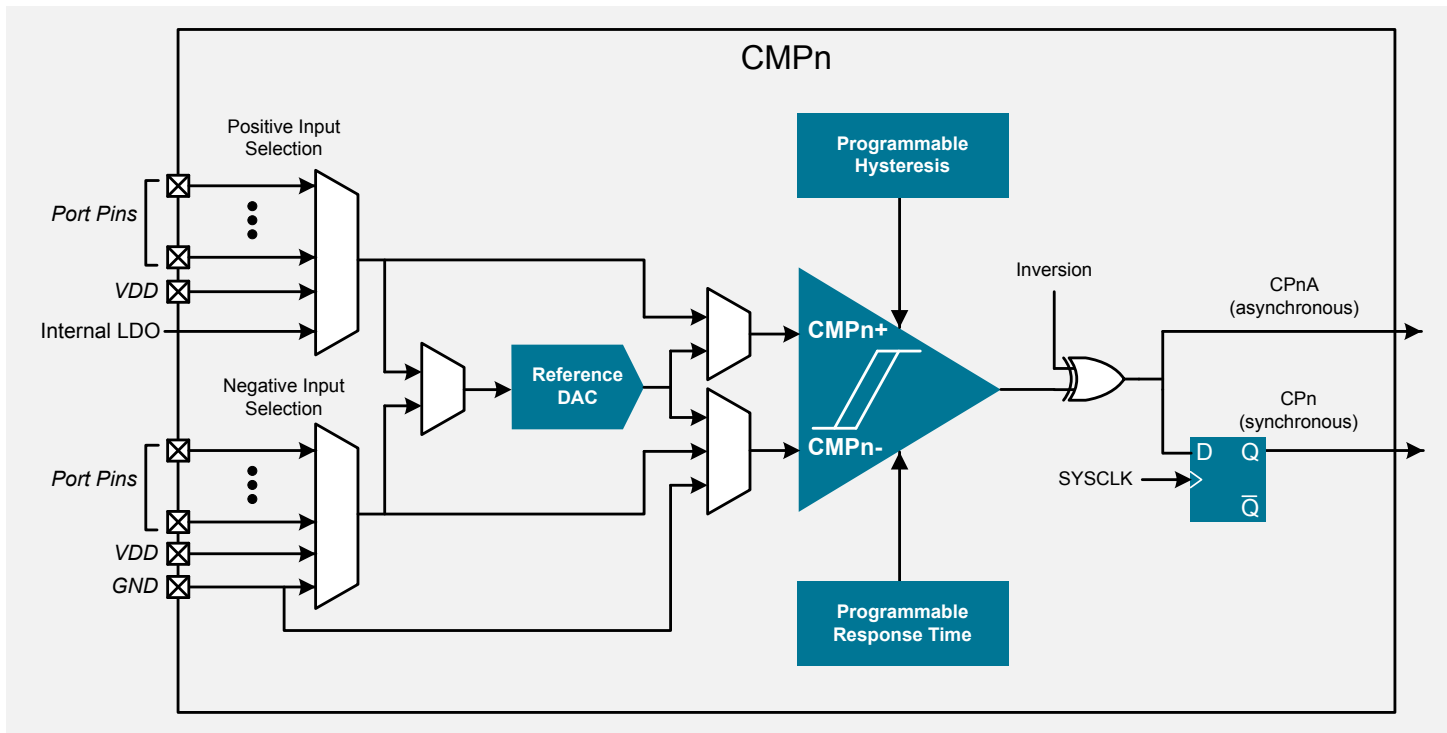 CMPn
Positive Input
Selection
Port Pins
VDD
Internal LDO
Negative Input
Selection
Port Pins
VDD
GND
Reference
DAC
Programmable
Hysteresis
CMPn+
CMPn-
Programmable
Response Time
Inversion
CPnA
(asynchronous)
CPn
(synchronous)
SYSCLK
D Q
Q̅